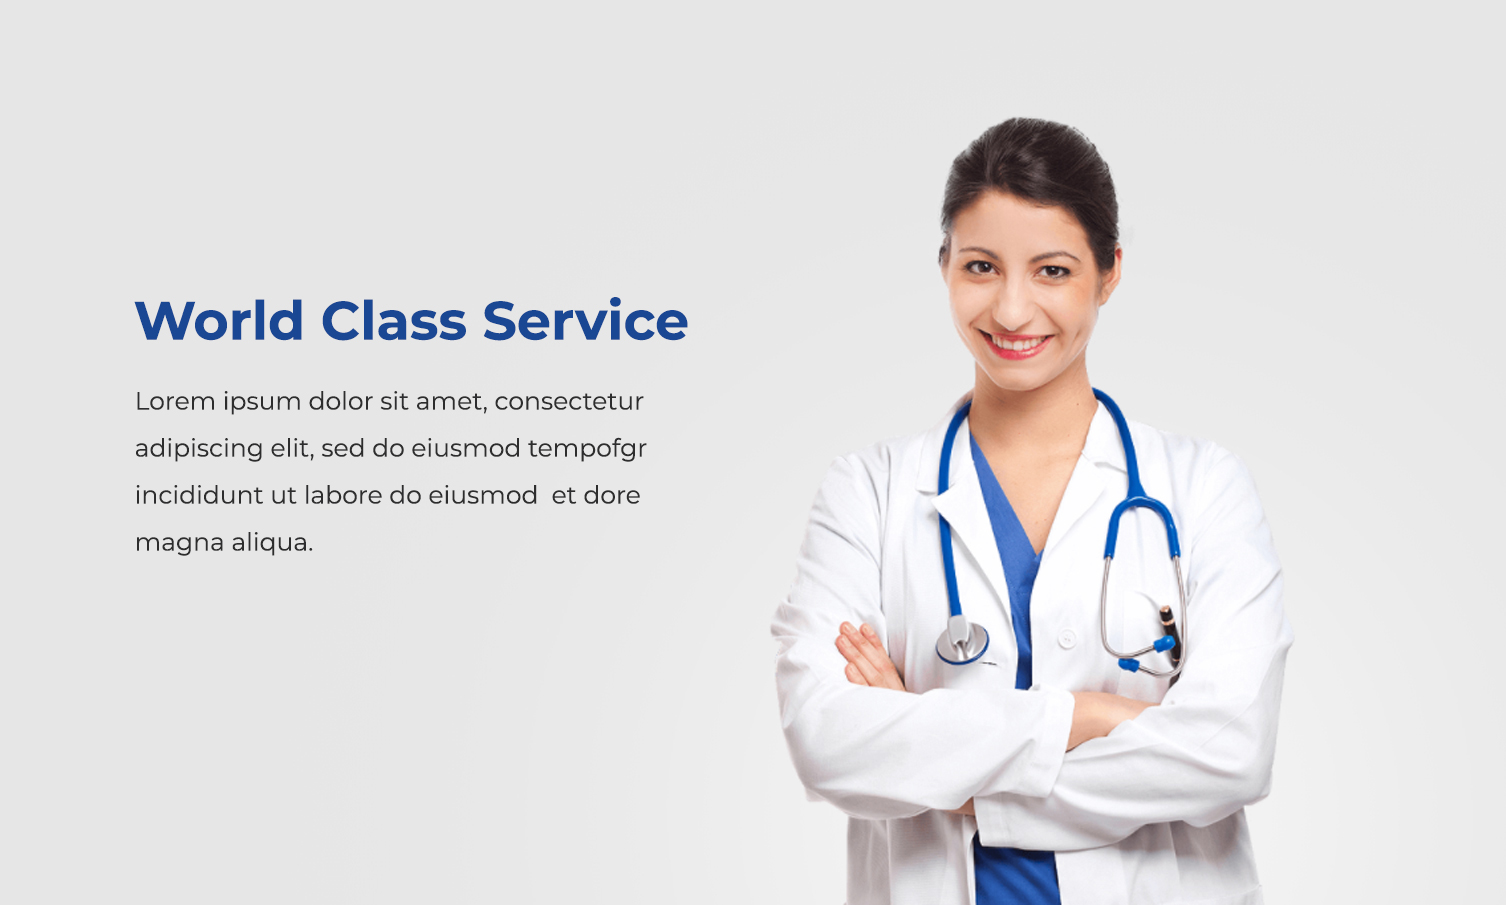 World Class Service
Lorem ipsum dolor sit amet, consectetur
adipiscing elit, sed do eiusmod tempofgr
incididunt ut labore do eiusmod  et dore
magna aliqua.